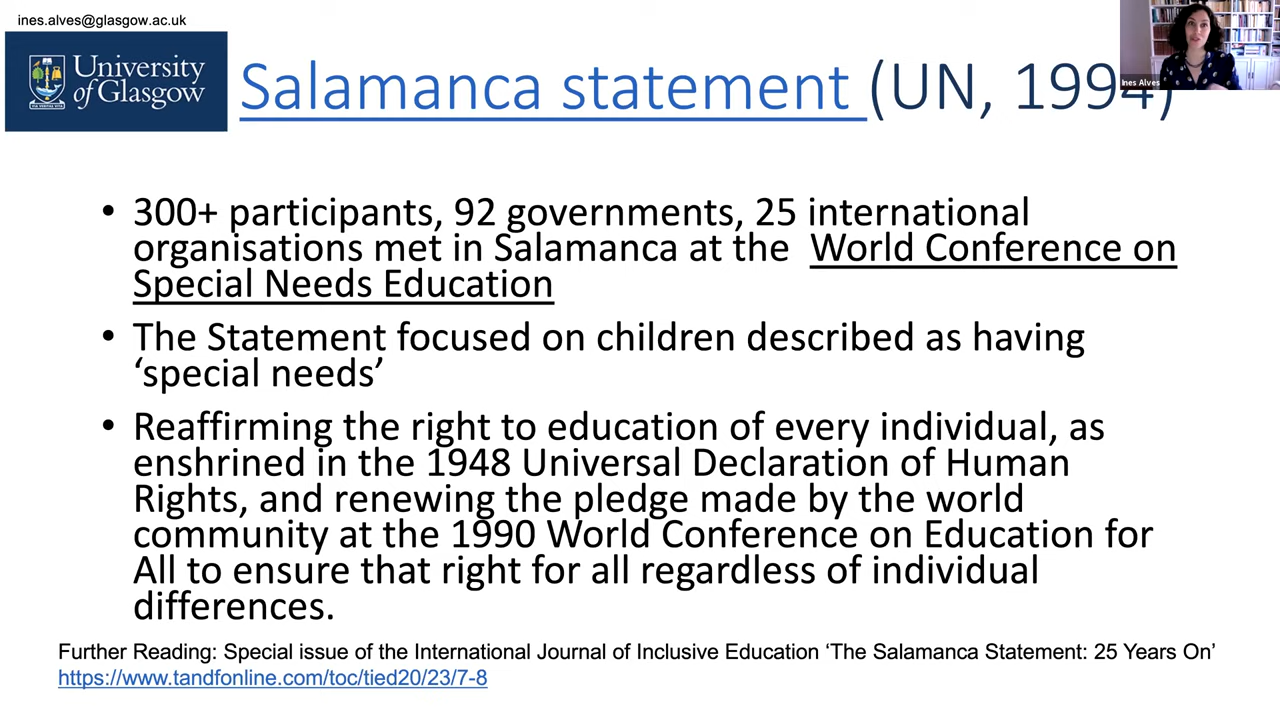 ines.alves@glasgow.ac.uk
University
of Glasgow
Salamanca statement (UN, 1994)
Ines Alves
• 300+ participants, 92 governments, 25 international
organisations met in Salamanca at the World Conference on
Special Needs Education
• The Statement focused on children described as having
‘special needs’
• Reaffirming the right to education of every individual, as
enshrined in the 1948 Universal Declaration of Human
Rights, and renewing the pledge made by the world
community at the 1990 World Conference on Education for
All to ensure that right for all regardless of individual
differences.
Further Reading: Special issue of the International Journal of Inclusive Education ‘The Salamanca Statement: 25 Years On’
https://www.tandfonline.com/toc/tied20/23/7-8